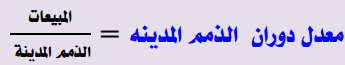 معدل دوران الذمم المدينه = المبيعات
الذمم المدينة